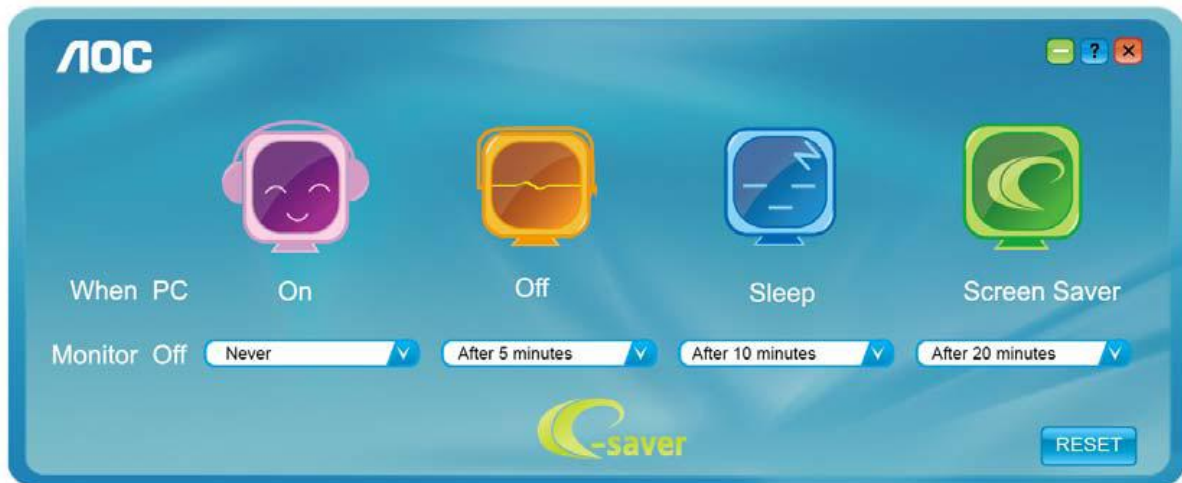 AOC
?
When PC On Off Sleep Screen Saver
Monitor Off Never After 5 minutes After 10 minutes After 20 minutes
e-saver
RESET